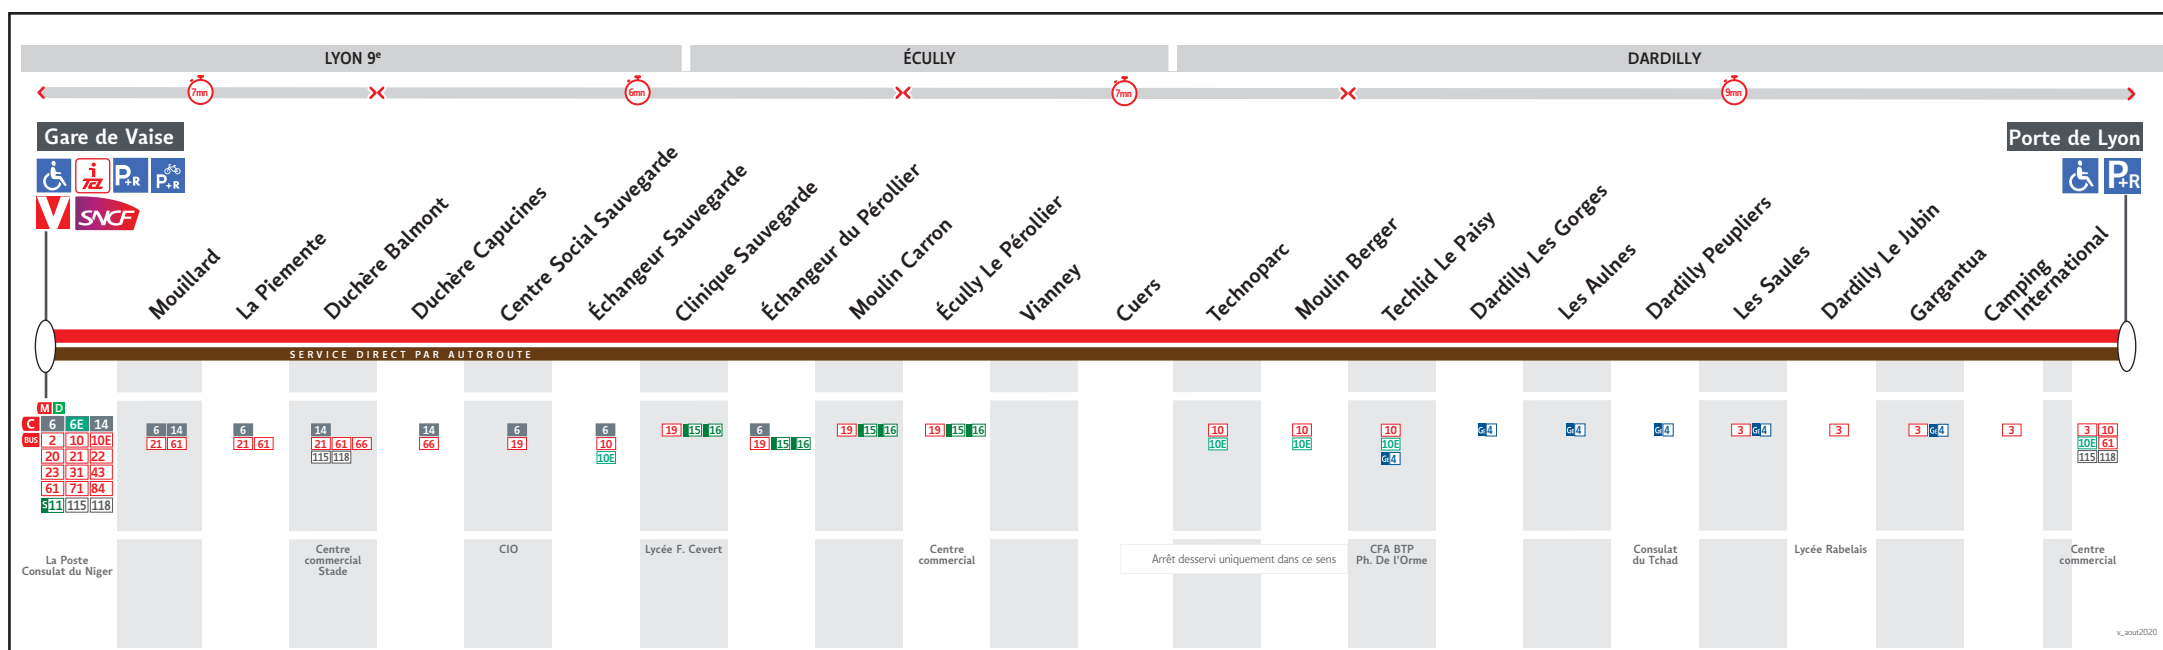 LYON 9e
ÉCULLY
DARDILLY
7mn
6mn
7mn
9mn
Gare de Vaise
Porte de Lyon
i
TCL
P+R
P+R
V
SNCF
P+R
Mouillard
La Piemente
Duchère Balmont
Duchère Capucines
Centre Social Sauvegarde
Échangeur Sauvegarde
Clinique Sauvegarde
Échangeur du Pérollier
Moulin Carron
Écully Le Pérollier
Vianney
Cuers
Technoparc
Moulin Berger
Techlid Le Paisy
Dardilly Les Gorges
Les Aulnes
Dardilly Peupliers
Les Saules
Dardilly Le Jubin
Gargantua
Camping
International
SERVICE DIRECT PAR AUTOROUTE
M D
C 6 6E 14
BUS 2 10 10E
20 21 22
23 31 43
61 71 84
S11 115 118
6 14
21 61
6
21 61
14
21 61 66
115 118
14
66
6
19
6
10
10E
19 15 16
6
19 15 16
19 15 16
19 15 16
10
10E
10
10E
10
10E
GE4
GE4
GE4
GE4
3 GE4
3
3 GE4
3
3 10
10E 61
115 118
La Poste
Consulat du Niger
Centre
commercial
Stade
CIO
Lycée F. Cevert
Centre
commercial
Arrêt desservi uniquement dans ce sens
CFA BTP
Ph. De l'Orme
Consulat
du Tchad
Lycée Rabelais
Centre
commercial
v_aout2020